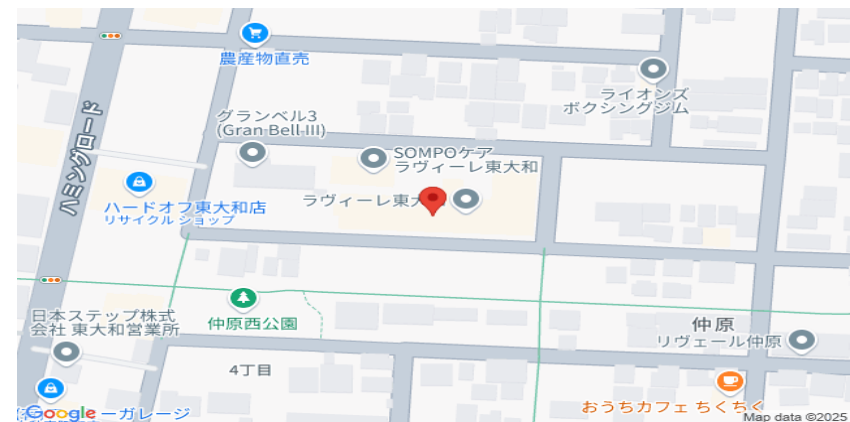 農産物直売
ライオンズ
ボクシングジム
グランベル3
(Gran Bell III)
SOMPOケア
ラヴィーレ東大和
ハミングロード
ラヴィーレ東大
ハードオフ東大和店
リサイクルショップ
日本ステップ株式
会社 東大和営業所
仲原西公園
仲原
リヴェール仲原
4丁目
おうちカフェ ちくちく
Google
ーガレージ
Map data ©2025